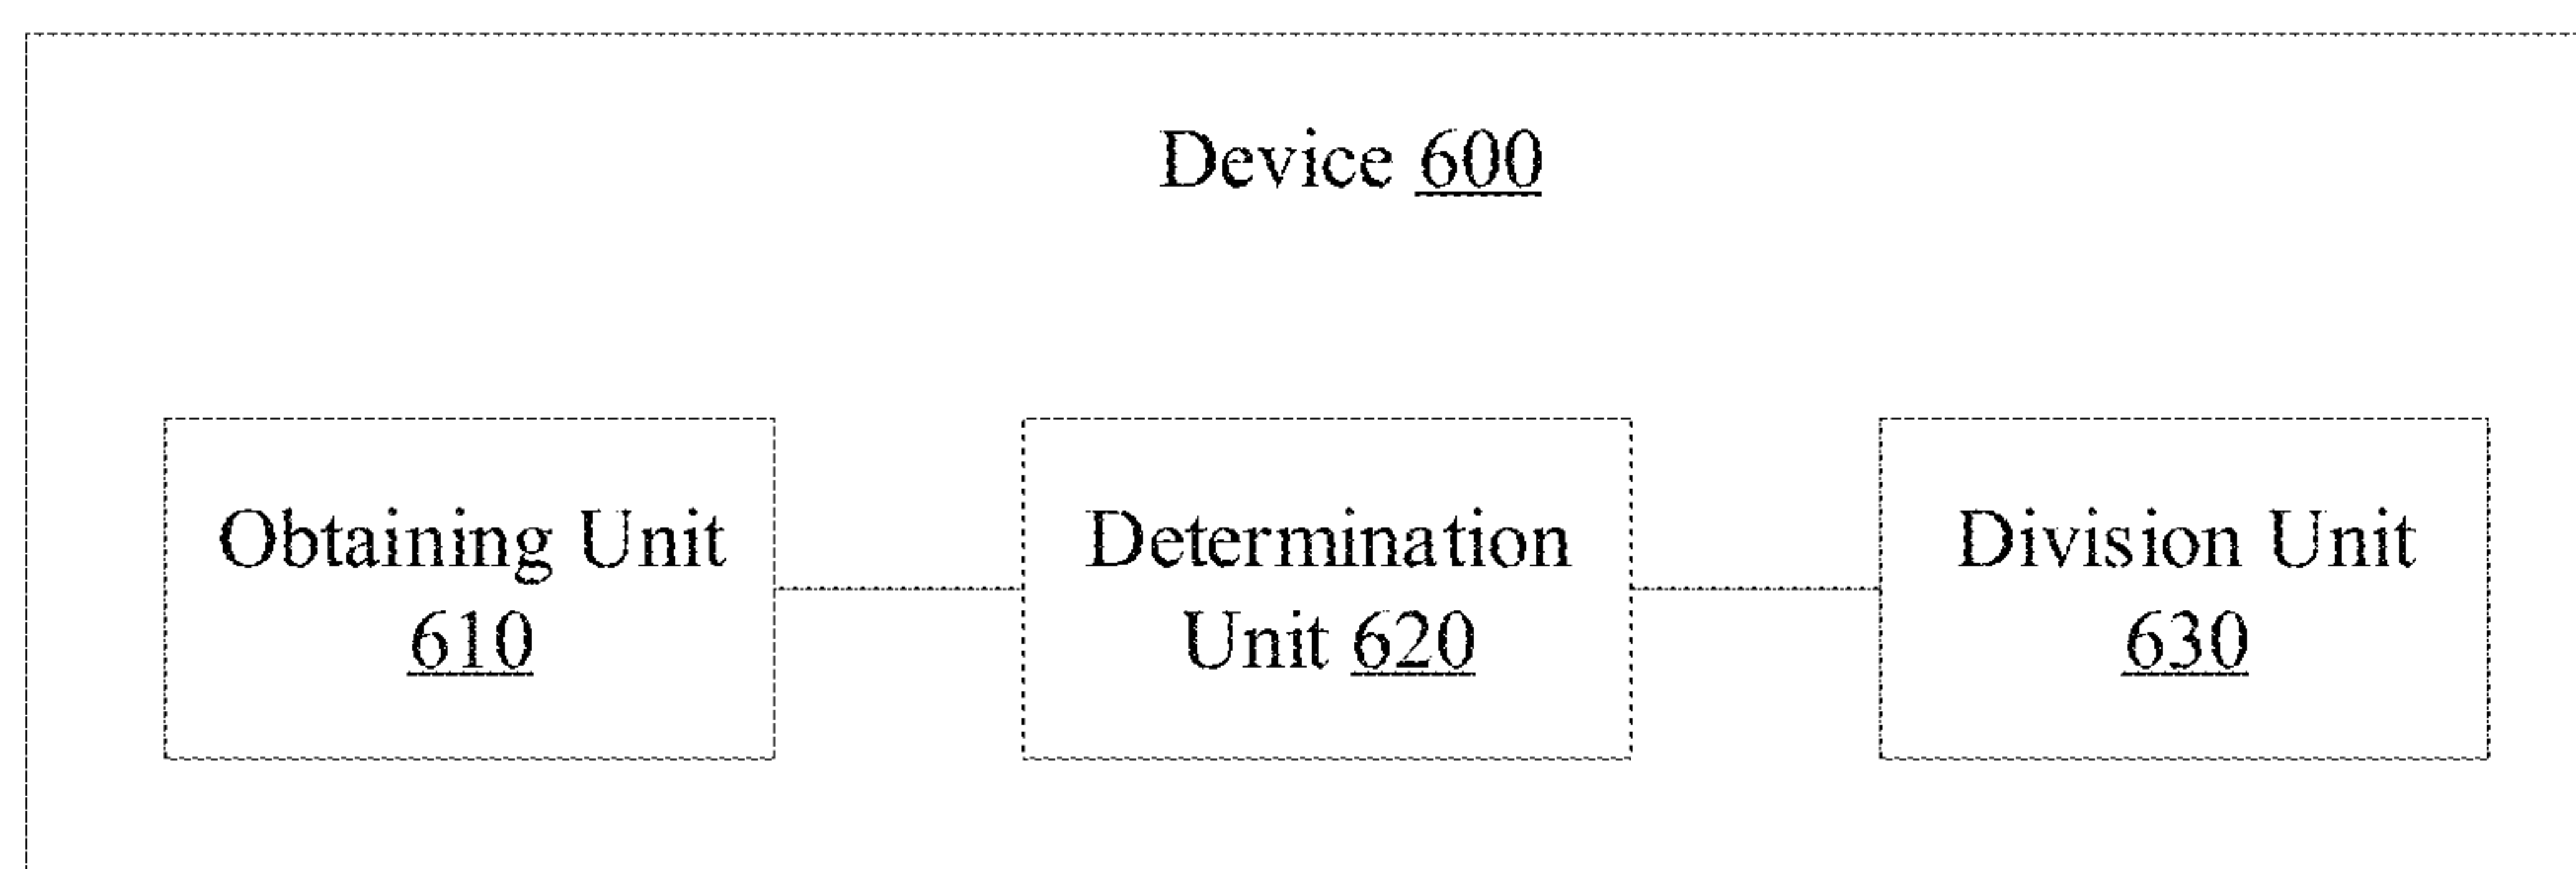 Device 600
Obtaining Unit
610
Determination
Unit 620
Division Unit
630